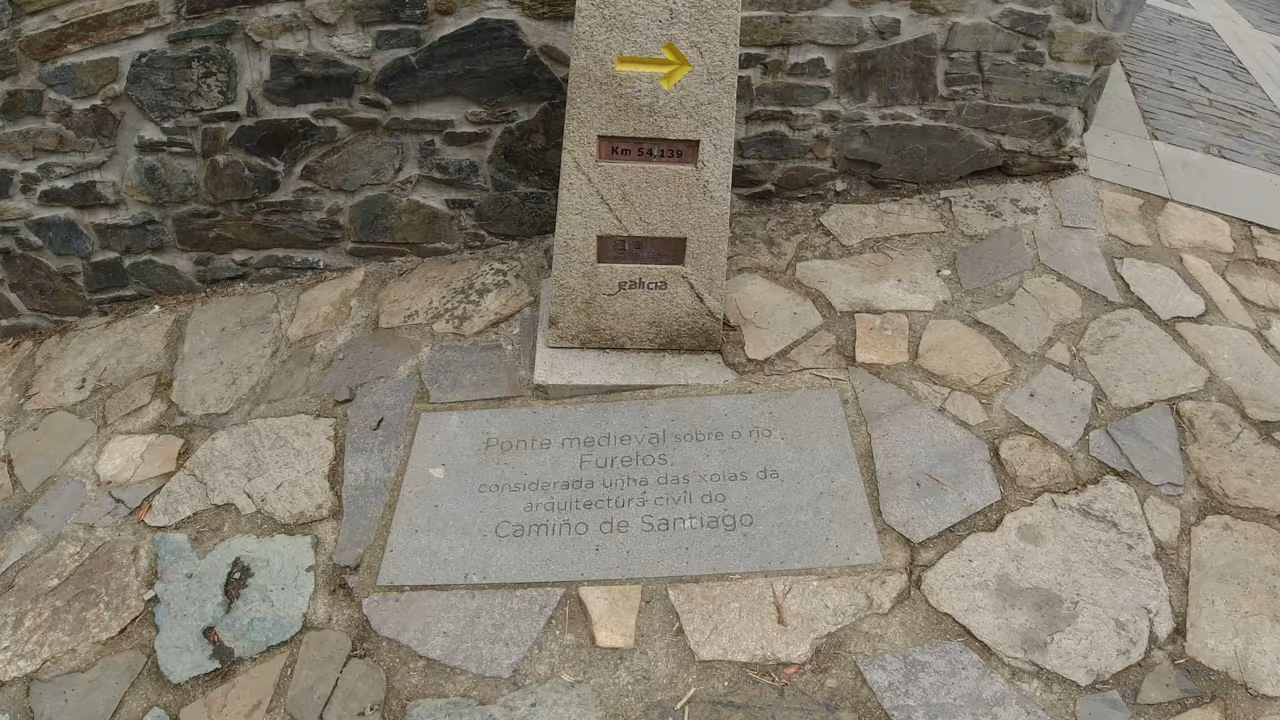 Km 54,139
galicia
Ponte medieval sobre o río
Furelos,
considerada unha das xoias da
arquitectura civil do
Camiño de Santiago